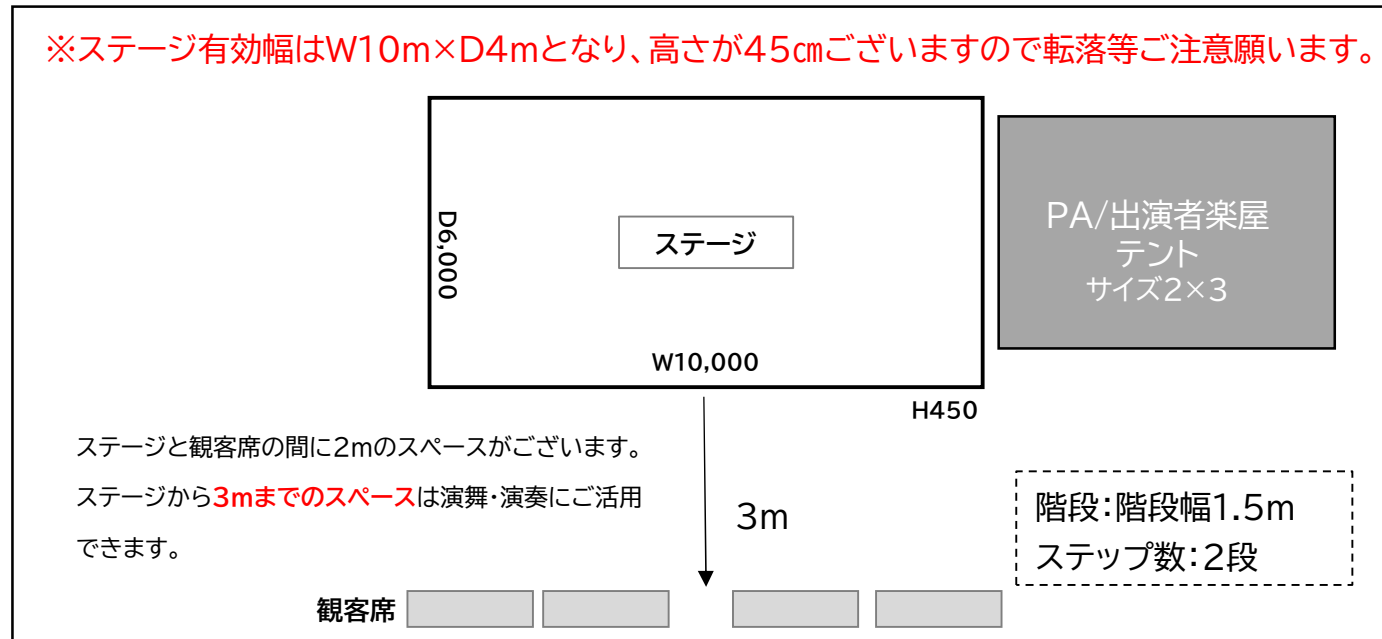 ※ステージ有効幅はW10m×D4mとなり、高さが45㎝ございますので転落等ご注意願います。
D6,000
ステージ
W10,000
H450
PA/出演者楽屋
テント
サイズ2×3
ステージと観客席の間に2mのスペースがございます。
ステージから3mまでのスペースは演舞・演奏にご活用
できます。
3m
階段：階段幅1.5m
ステップ数：2段
観客席